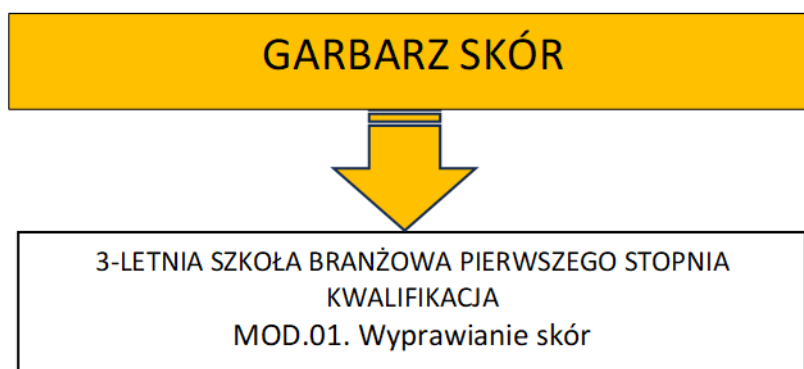 GARBARZ SKÓR
3-LETNIA SZKOŁA BRANŻOWA PIERWSZEGO STOPNIA
KWALIFIKACJA
MOD.01. Wyprawianie skór